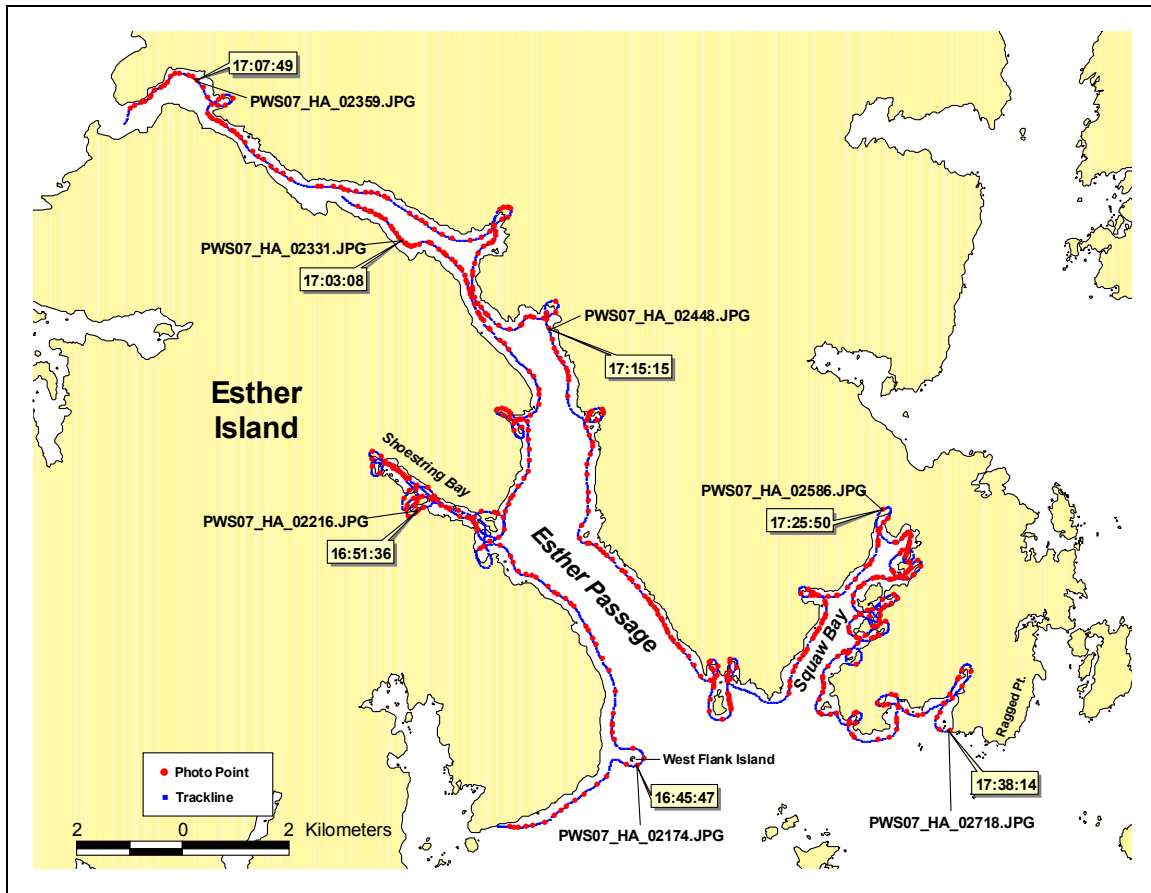 17:07:49
PWS07_HA_02359.JPG
PWS07_HA_02331.JPG
17:03:08
PWS07_HA_02448.JPG
17:15:15
Esther
Island
Shoestring Bay
PWS07_HA_02216.JPG
16:51:36
PWS07_HA_02586.JPG
17:25:50
Esther Passage
Squaw Bay
Ragged Pt.
West Flank Island
16:45:47
PWS07_HA_02174.JPG
17:38:14
PWS07_HA_02718.JPG
Photo Point
Trackline
2 0 2 Kilometers